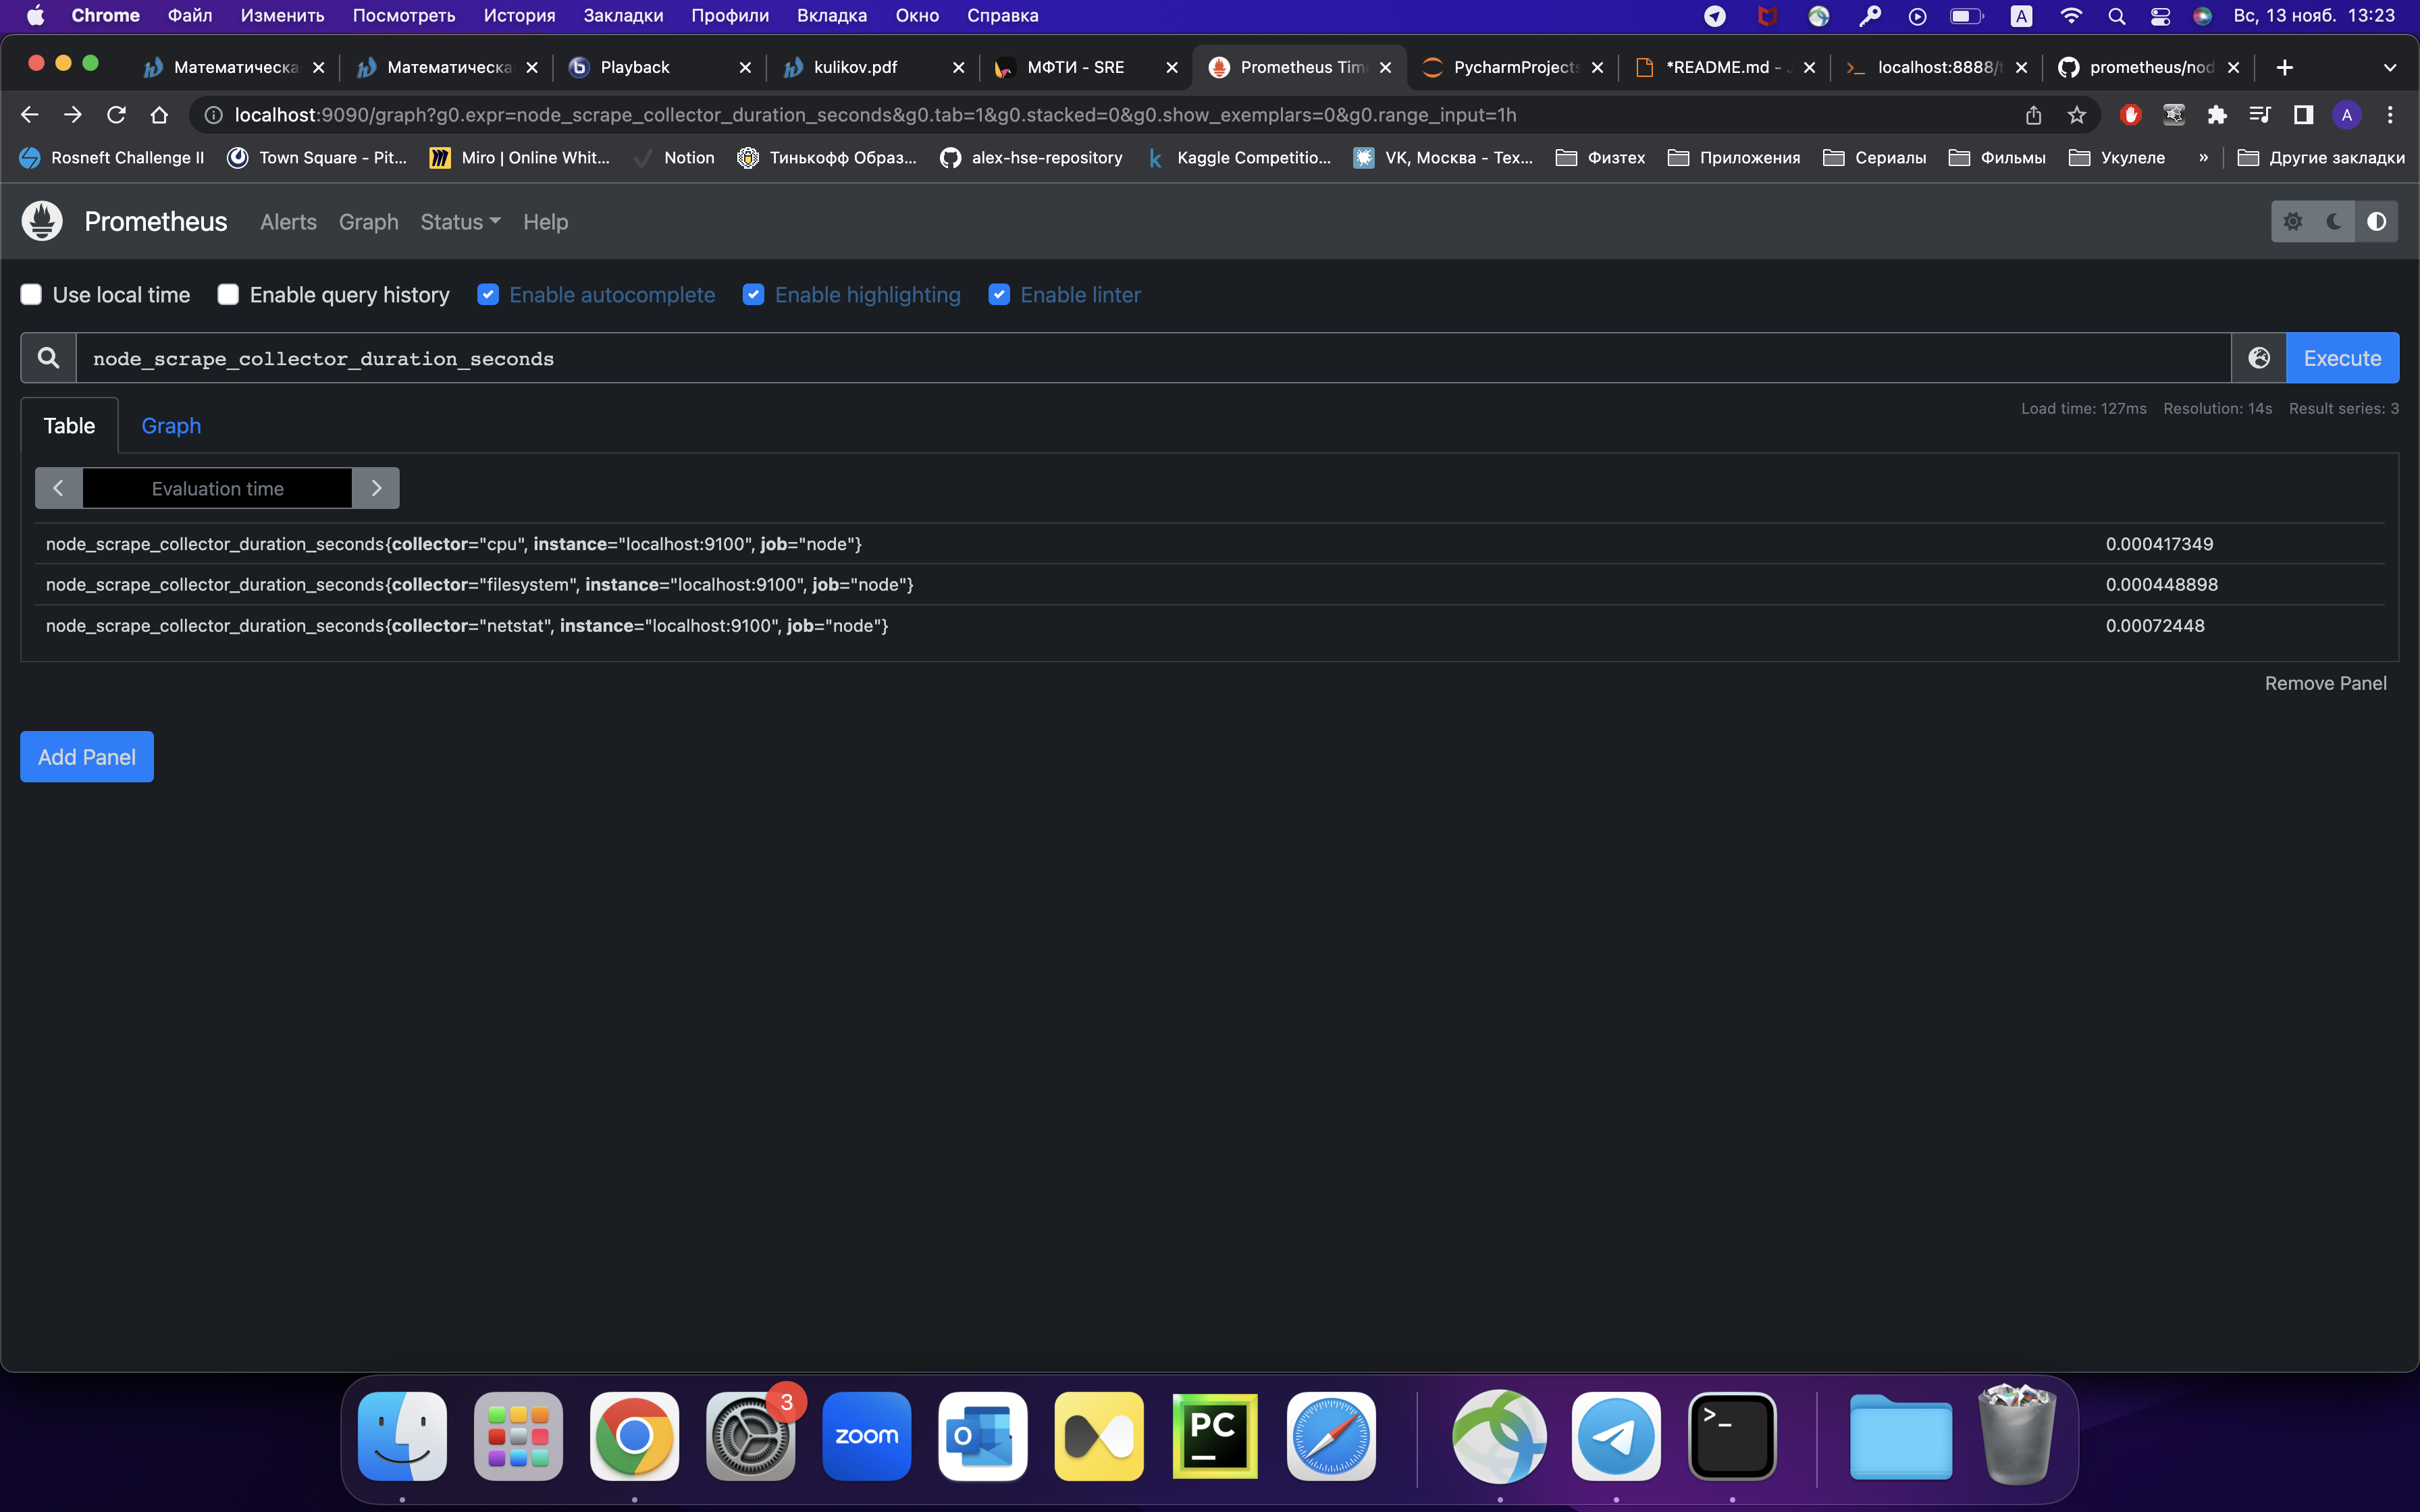 Chrome Файл Изменить Посмотреть История Закладки Профили Вкладка Окно Справка A Вс, 13 нояб. 13:23
Математическа Математическа Playback kulikov.pdf МФТИ - SRE Prometheus Tim PycharmProjects *README.md - localhost:8888/t prometheus/nod
localhost:9090/graph?g0.expr=node_scrape_collector_duration_seconds&g0.tab=1&g0.stacked=0&g0.show_exemplars=0&g0.range_input=1h A
Rosneft Challenge II Town Square - Pit... Miro | Online Whit... Notion Тинькофф Образ... alex-hse-repository Kaggle Competitio... VK, Москва - Тех... Физтех Приложения Сериалы Фильмы Укулеле » Другие закладки
Prometheus Alerts Graph Status Help
Use local time Enable query history Enable autocomplete Enable highlighting Enable linter
node_scrape_collector_duration_seconds Execute
Table Graph Load time: 127ms Resolution: 14s Result series: 3
Evaluation time
node_scrape_collector_duration_seconds{collector="cpu", instance="localhost:9100", job="node"} 0.000417349
node_scrape_collector_duration_seconds{collector="filesystem", instance="localhost:9100", job="node"} 0.000448898
node_scrape_collector_duration_seconds{collector="netstat", instance="localhost:9100", job="node"} 0.00072448
Remove Panel
Add Panel
3
zoom O PC >_